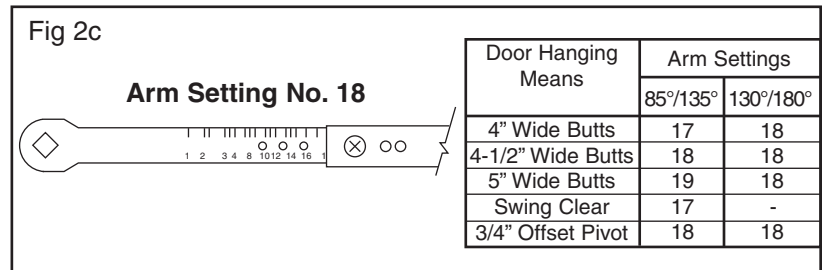 Fig 2c
Arm Setting No. 18
1 2 3 4 8 10 12 14 16 1
Door Hanging Means Arm Settings
85°/135° 130°/180°
4” Wide Butts 17 18
4-1/2” Wide Butts 18 18
5” Wide Butts 19 18
Swing Clear 17 -
3/4” Offset Pivot 18 18